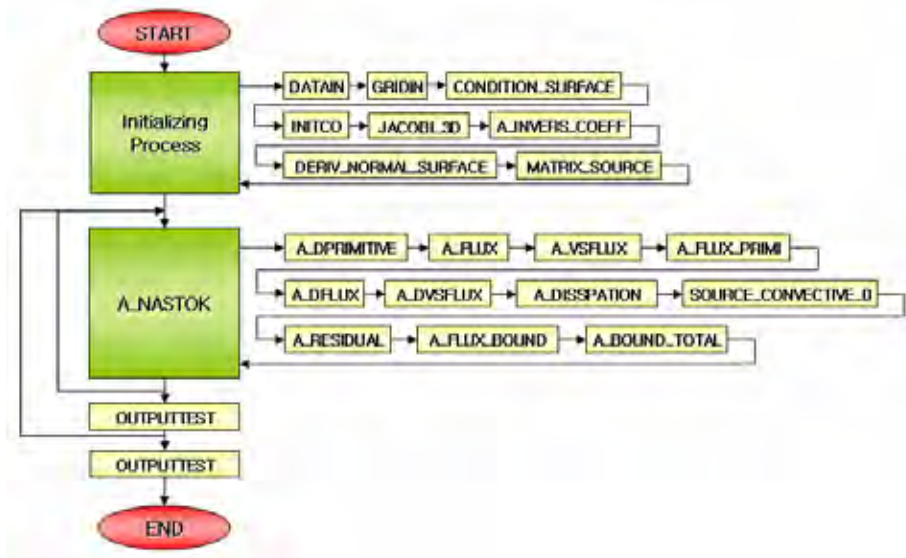 START
Initializing
Process
DATAIN
GRIDIN
CONDITION_SURFACE
INITCO
JACOBI_3D
A_INVERS_COEFF
DERIV_NORMAL_SURFACE
MATRIX_SOURCE
A_NASTOK
A_DPRIMITIVE
A_FLUX
A_VSFLUX
A_FLUX_PRIMI
A_DFLUX
A_DVSFLUX
A_DISSPATION
SOURCE_CONVECTIVE_0
A_RESIDUAL
A_FLUX_BOUND
A_BOUND_TOTAL
OUTPUTTEST
OUTPUTTEST
END